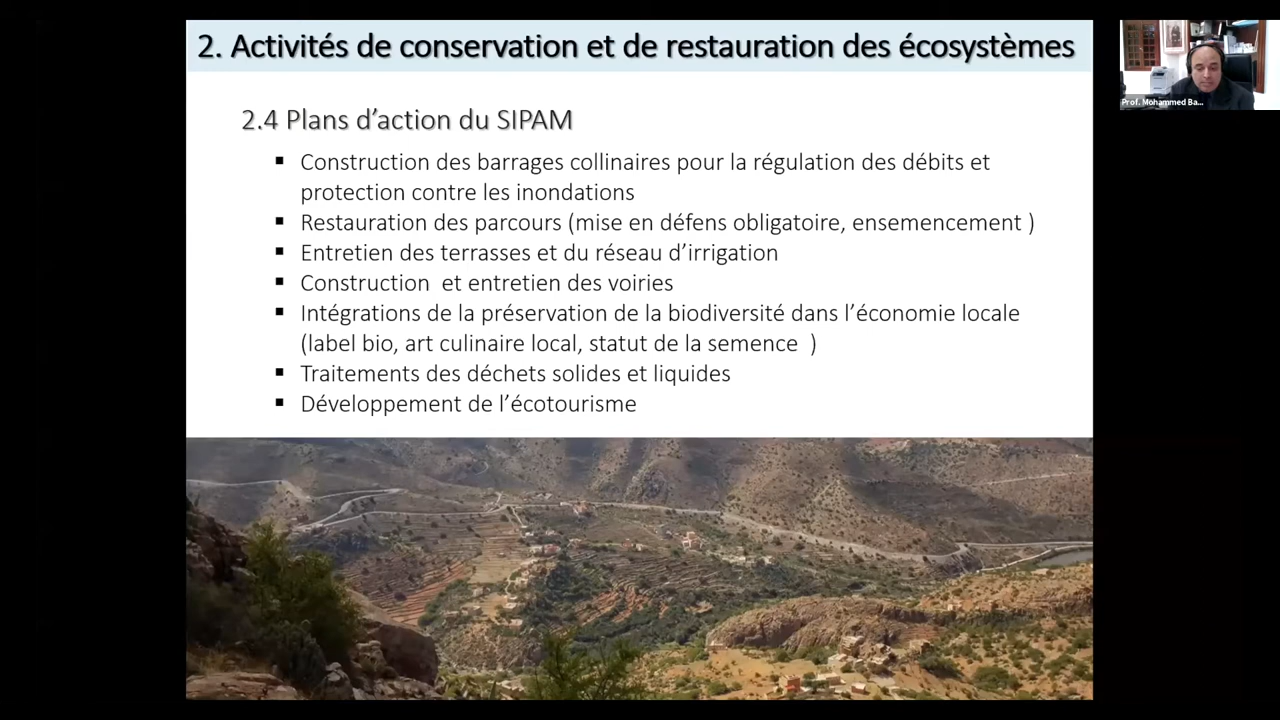 2. Activités de conservation et de restauration des écosystèmes
Prof. Mohammed Ba...
2.4 Plans d’action du SIPAM
▪ Construction des barrages collinaires pour la régulation des débits et
protection contre les inondations
▪ Restauration des parcours (mise en défens obligatoire, ensemencement )
▪ Entretien des terrasses et du réseau d’irrigation
▪ Construction  et entretien des voiries
▪ Intégrations de la préservation de la biodiversité dans l’économie locale
(label bio, art culinaire local, statut de la semence  )
▪ Traitements des déchets solides et liquides
▪ Développement de l’écotourisme